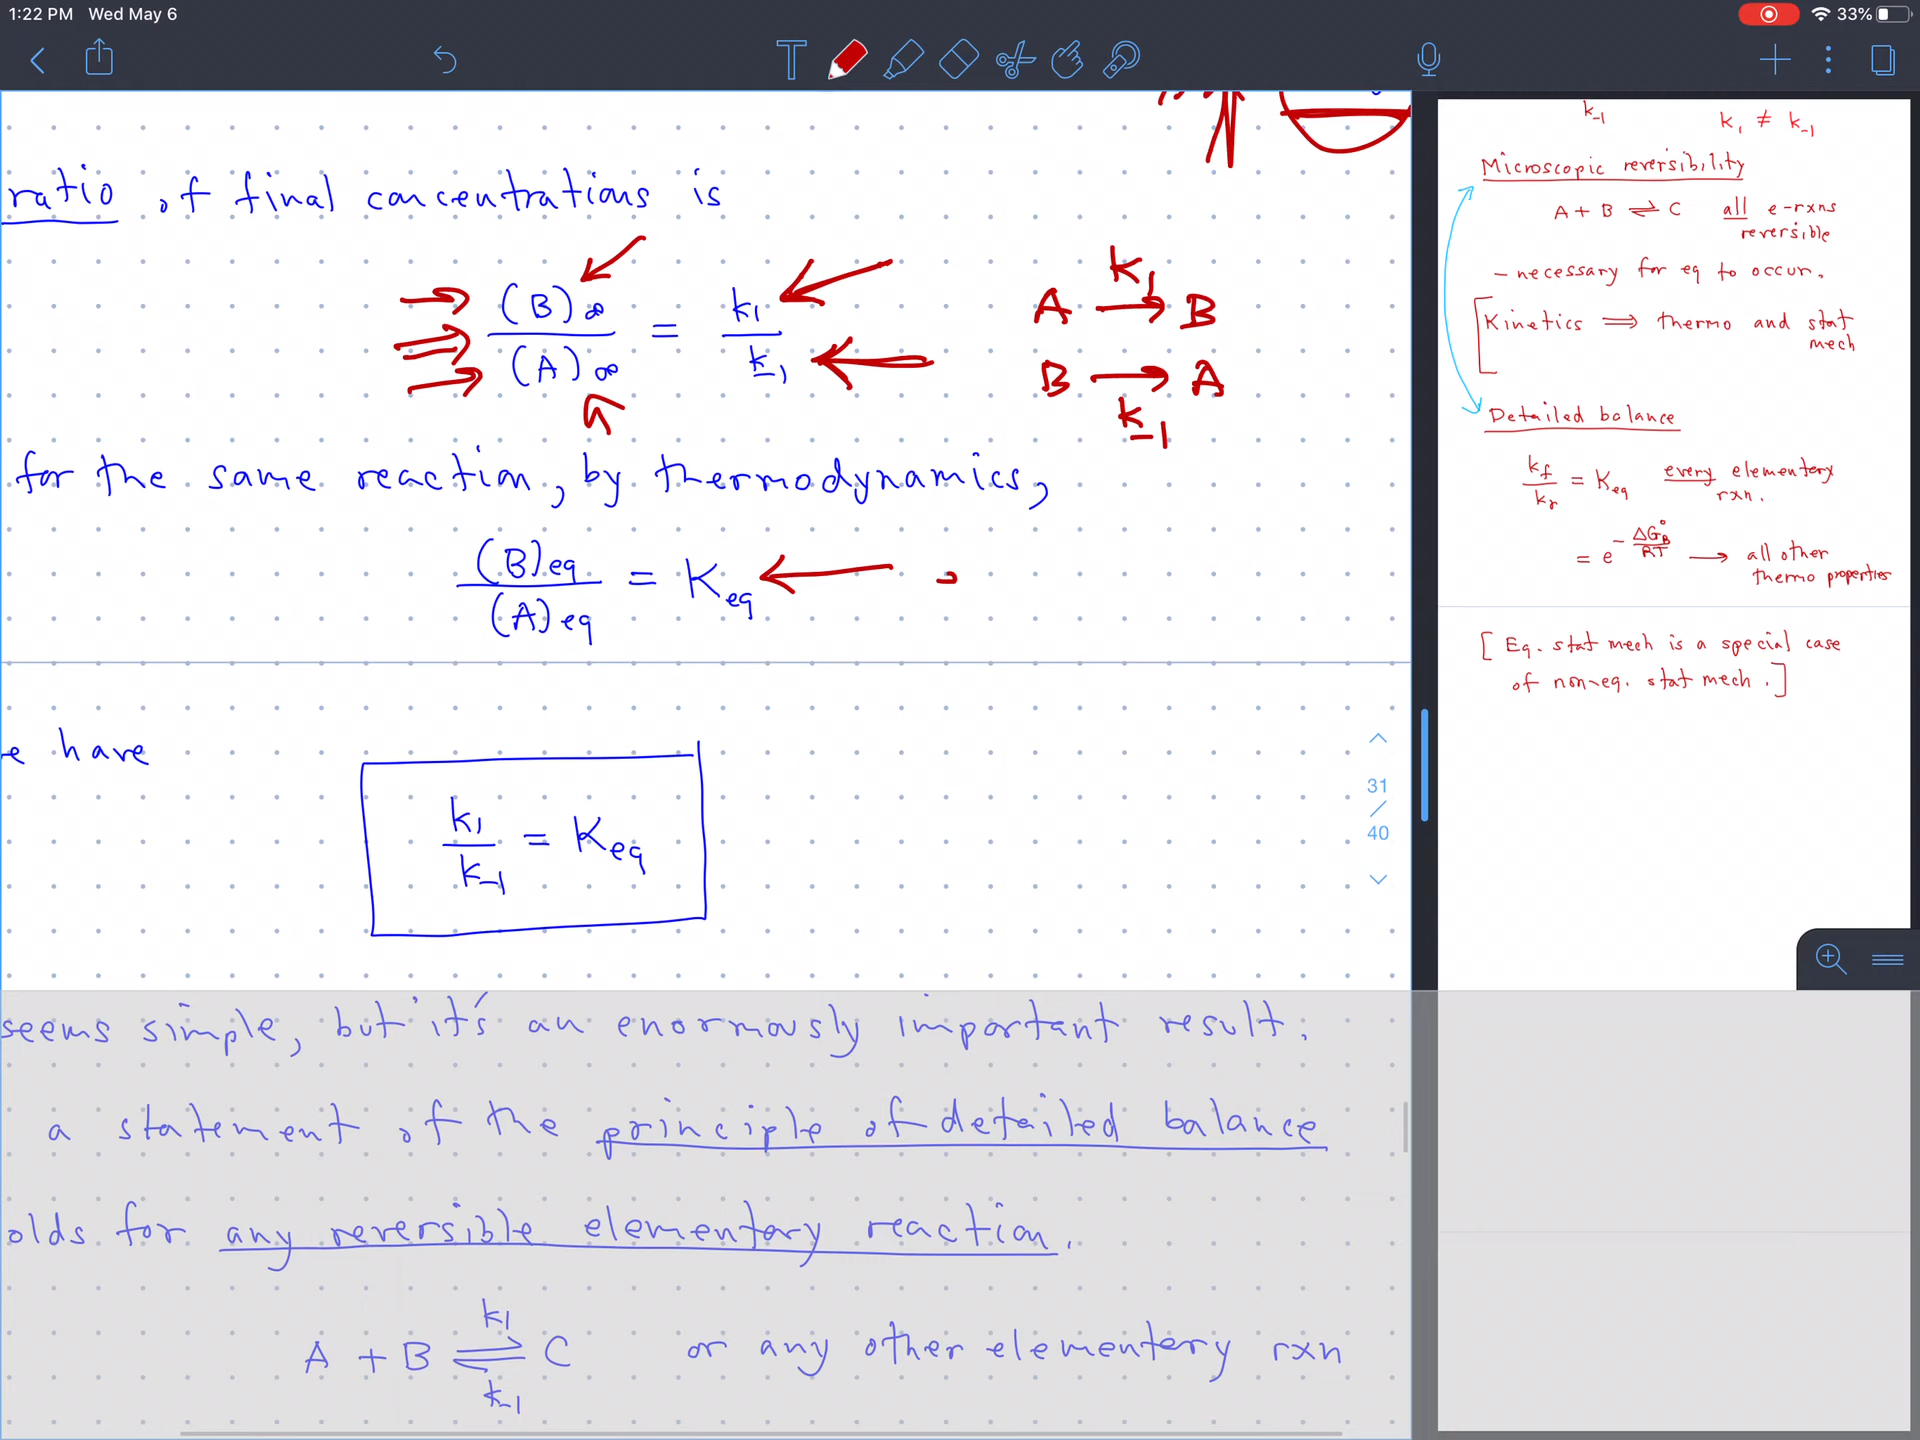 1:22 PM Wed May 6
33%
T
ratio of final concentrations is
(B)∞ / (A)∞ = k1 / k-1
A → B k1
B → A k-1
for the same reaction, by thermodynamics,
(B)eq / (A)eq = Keq
e have
k1 / k-1 = Keq
31
/
40
seems simple, but it's an enormously important result.
a statement of the principle of detailed balance
olds for any reversible elementary reaction.
k1
A + B ⇌ C or any other elementery rxn
k-1
k-1
k1 ≠ k-1
Microscopic reversibility
A + B ⇌ C all e-rxns
reversible
- necessary for eq to occur.
[Kinetics ⟹ thermo and stat
mech
Detailed balance
kf / kr = Keq every elementery
rxn.
= e^-ΔG°/RT → all other
thermo properties
[ Eq. stat mech is a special case
of noneq. stat mech. ]